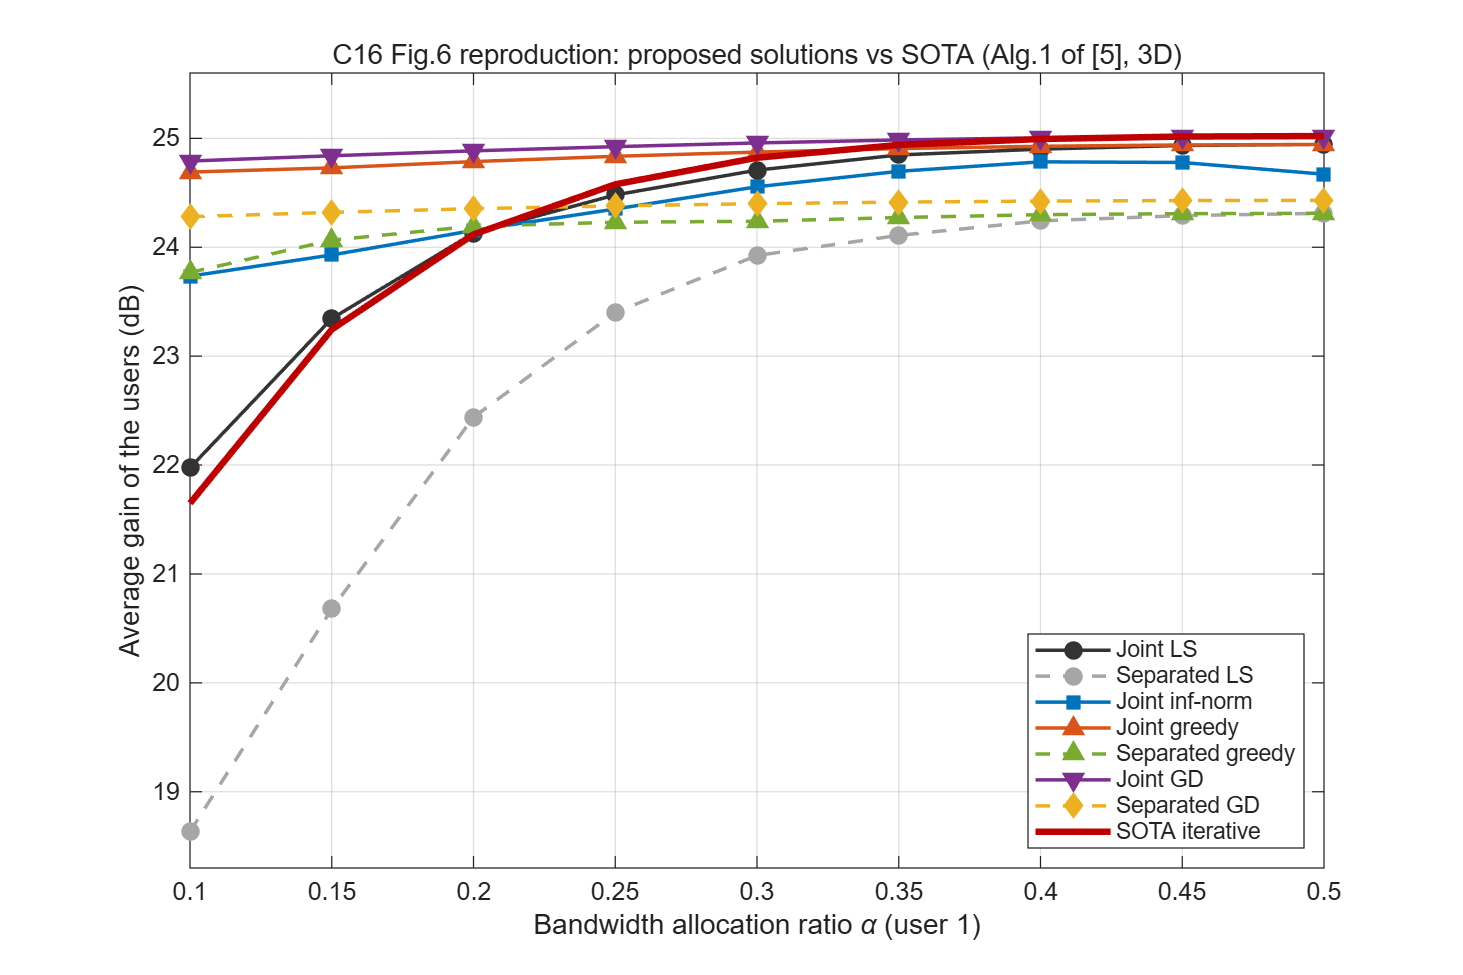 C16 Fig.6 reproduction: proposed solutions vs SOTA (Alg.1 of [5], 3D)
Average gain of the users (dB)
25
24
23
22
21
20
19
Joint LS
Separated LS
Joint inf-norm
Joint greedy
Separated greedy
Joint GD
Separated GD
SOTA iterative
0.1 0.15 0.2 0.25 0.3 0.35 0.4 0.45 0.5
Bandwidth allocation ratio α (user 1)